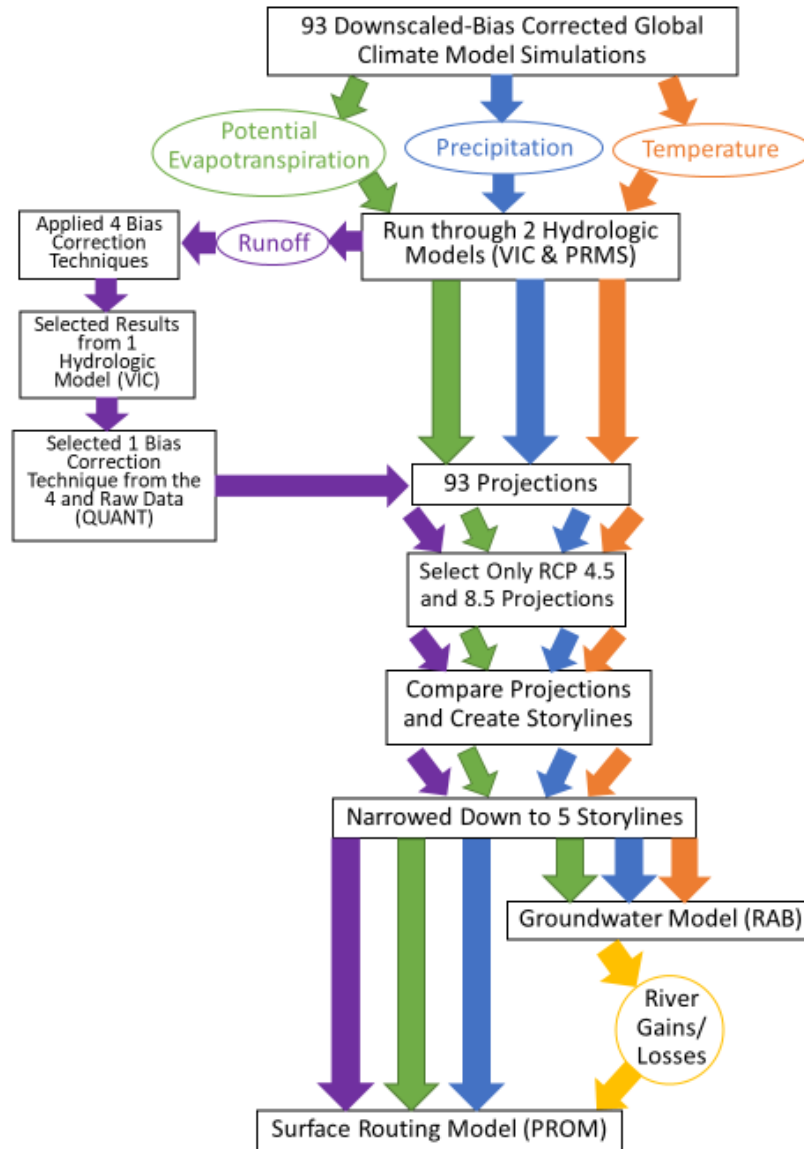 93 Downscaled-Bias Corrected Global
Climate Model Simulations
Potential
Evapotranspiration
Precipitation
Temperature
Applied 4 Bias
Correction
Techniques
Runoff
Run through 2 Hydrologic
Models (VIC & PRMS)
Selected Results
from 1
Hydrologic
Model (VIC)
Selected 1 Bias
Correction
Technique from the
4 and Raw Data
(QUANT)
93 Projections
Select Only RCP 4.5
and 8.5 Projections
Compare Projections
and Create Storylines
Narrowed Down to 5 Storylines
Groundwater Model (RAB)
River
Gains/
Losses
Surface Routing Model (PROM)